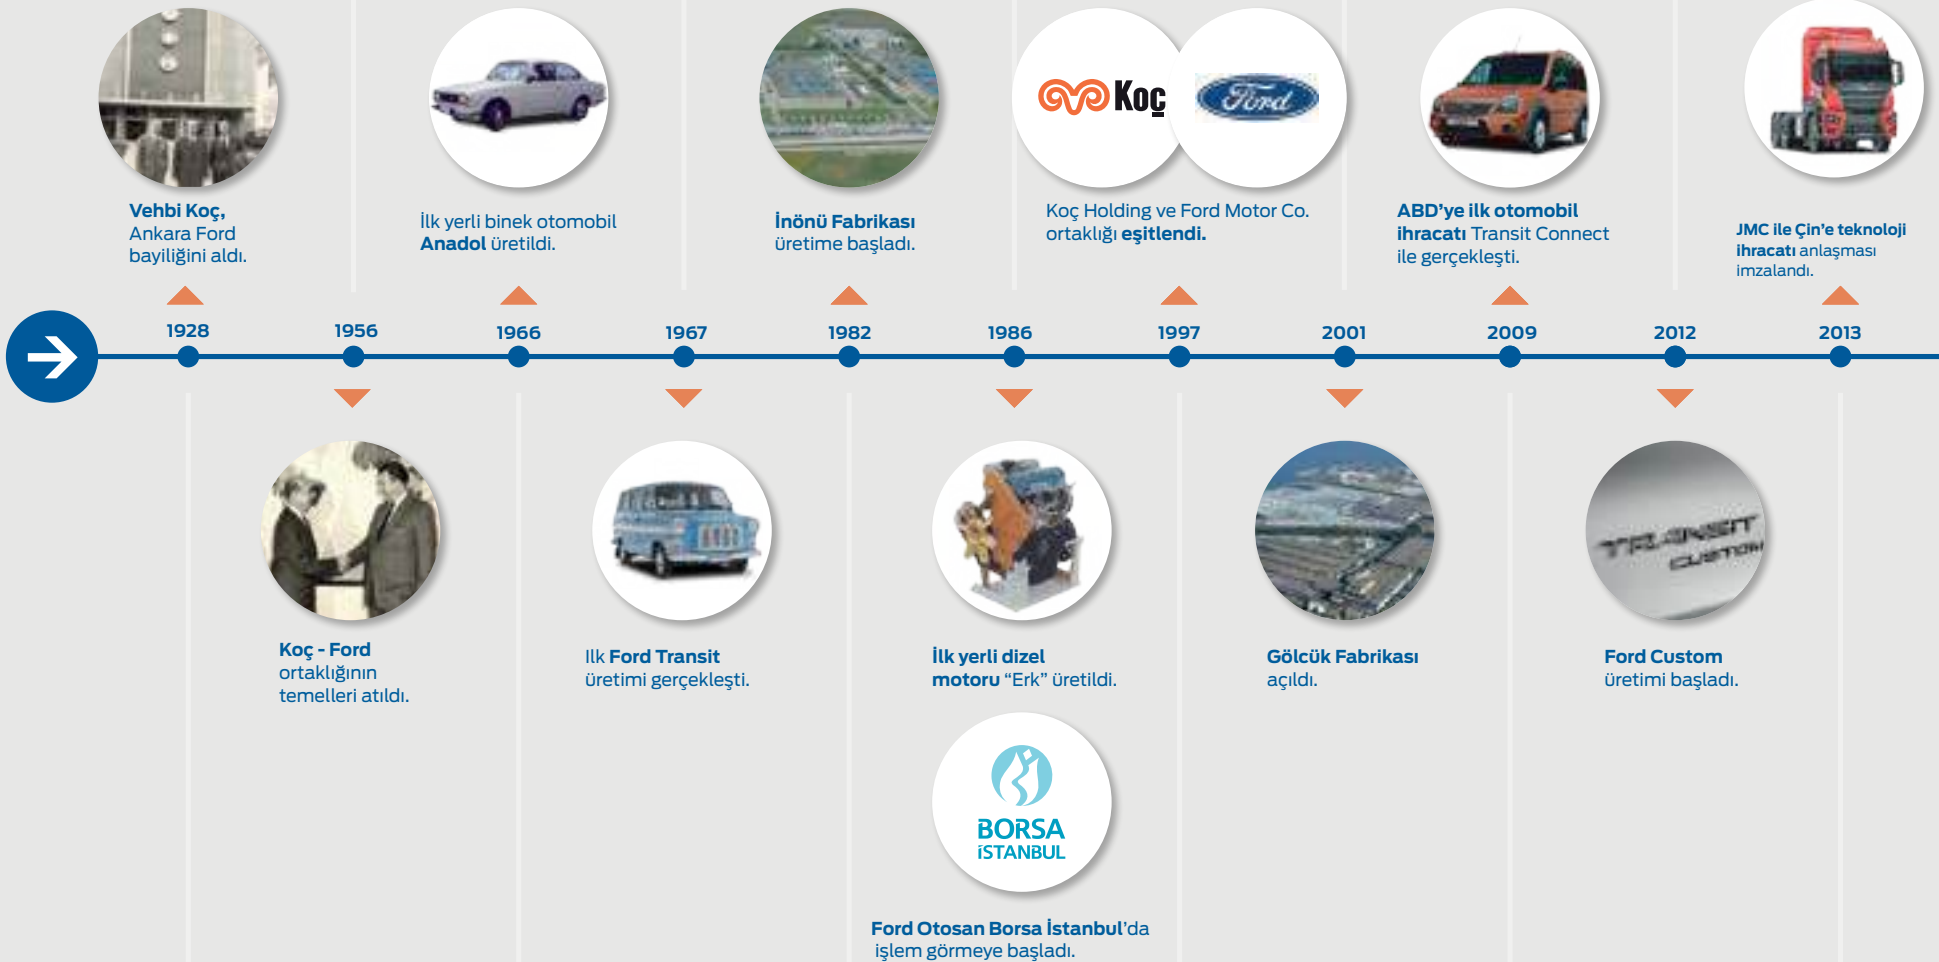 Koç
Ford
Vehbi Koç,
Ankara Ford
bayiliğini aldı.
İlk yerli binek otomobil
Anadol üretildi.
İnönü Fabrikası
üretime başladı.
Koç Holding ve Ford Motor Co.
ortaklığı eşitlendi.
ABD'ye ilk otomobil
ihracatı Transit Connect
ile gerçekleşti.
JMC ile Çin'e teknoloji
ihracatı anlaşması
imzalandı.
1928
1956
1966
1967
1982
1986
1997
2001
2009
2012
2013
TRANSIT
CUSTOM
Koç - Ford
ortaklığının
temelleri atıldı.
Ilk Ford Transit
üretimi gerçekleşti.
İlk yerli dizel
motoru “Erk” üretildi.
Gölcük Fabrikası
açıldı.
Ford Custom
üretimi başladı.
BORSA
İSTANBUL
Ford Otosan Borsa İstanbul'da
işlem görmeye başladı.